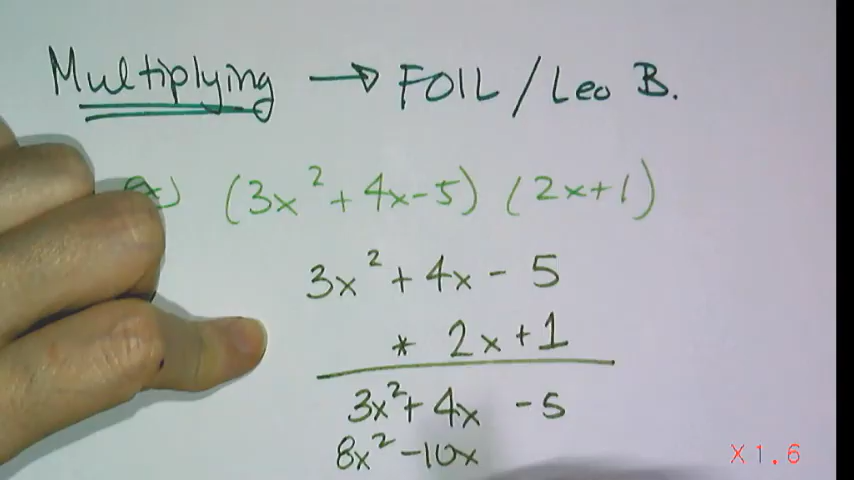 Multiplying → FOIL / Leo B.
(3x² + 4x - 5) (2x + 1)
3x² + 4x - 5
* 2x + 1
3x² + 4x - 5
8x² - 10x
X1.6